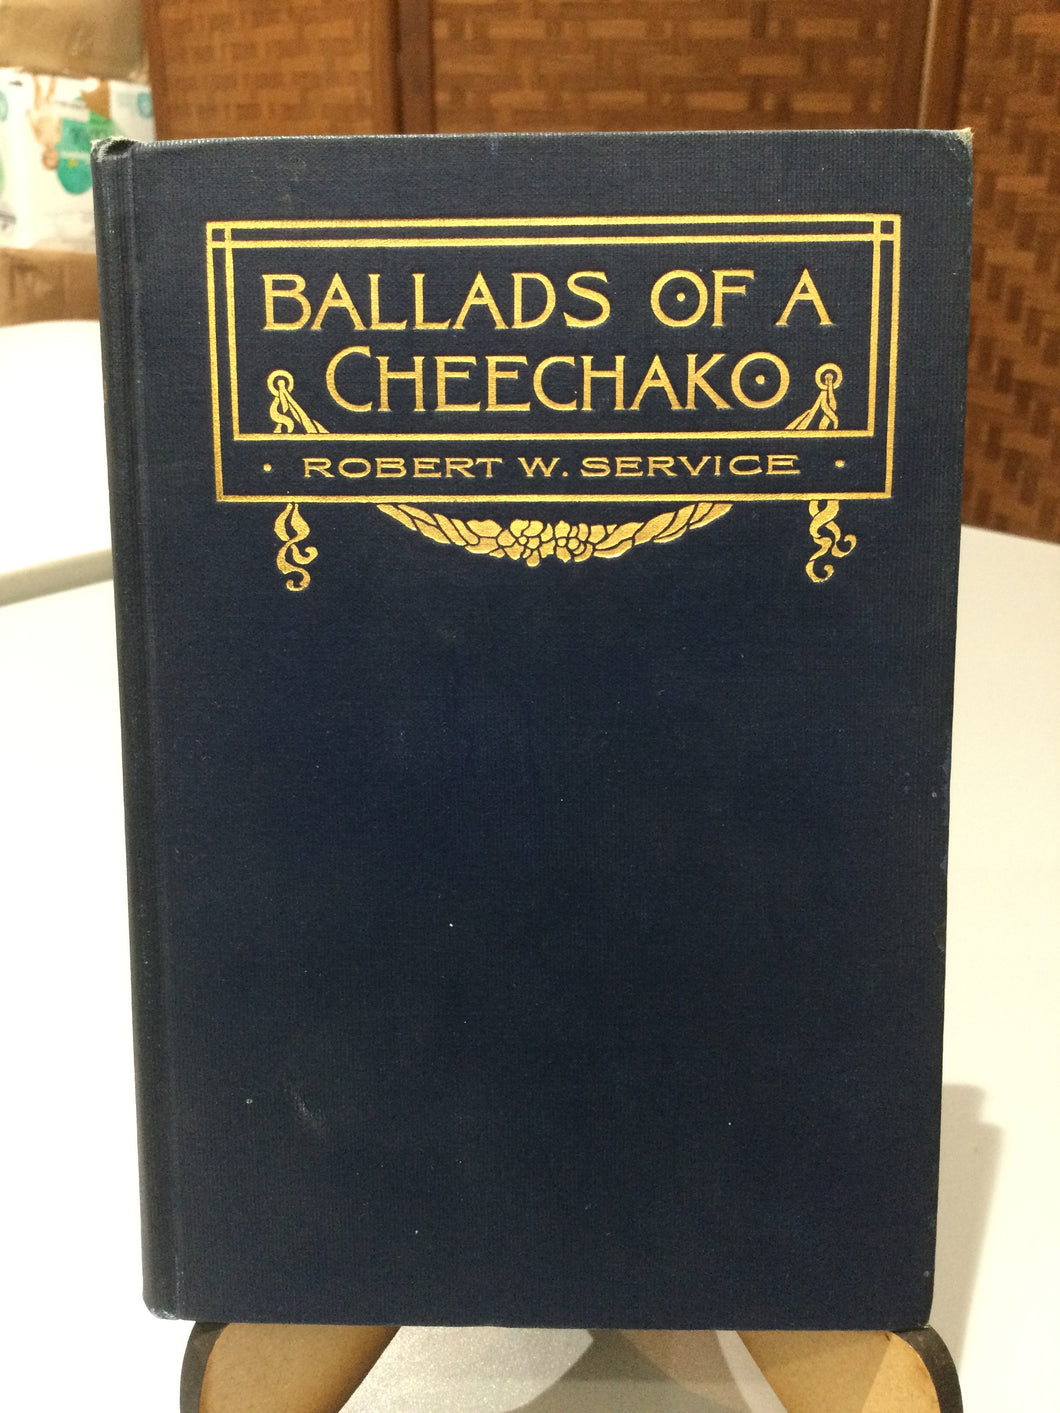 BALLADS OF A
CHEECHAKO
· ROBERT W. SERVICE ·